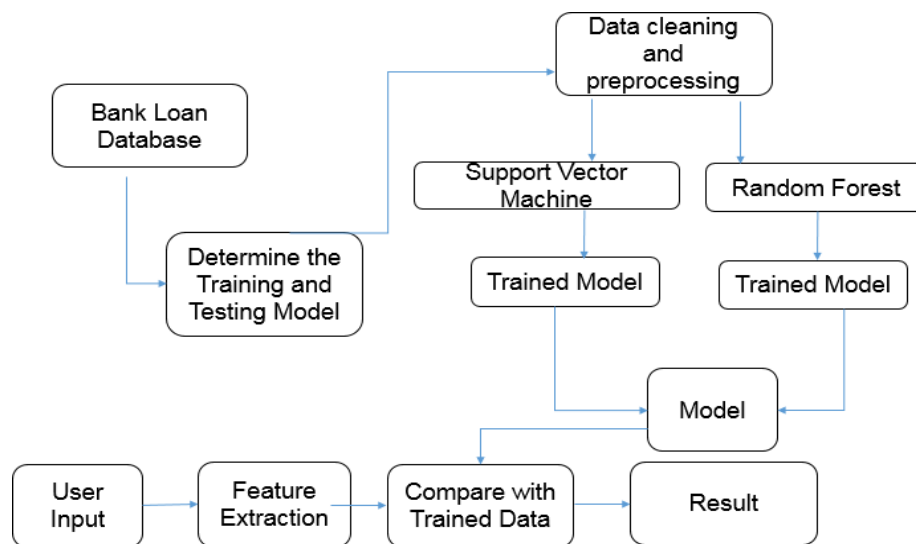 Data cleaning
and
preprocessing
Bank Loan
Database
Support Vector
Machine
Random Forest
Determine the
Training and
Testing Model
Trained Model
Trained Model
Model
User
Input
Feature
Extraction
Compare with
Trained Data
Result